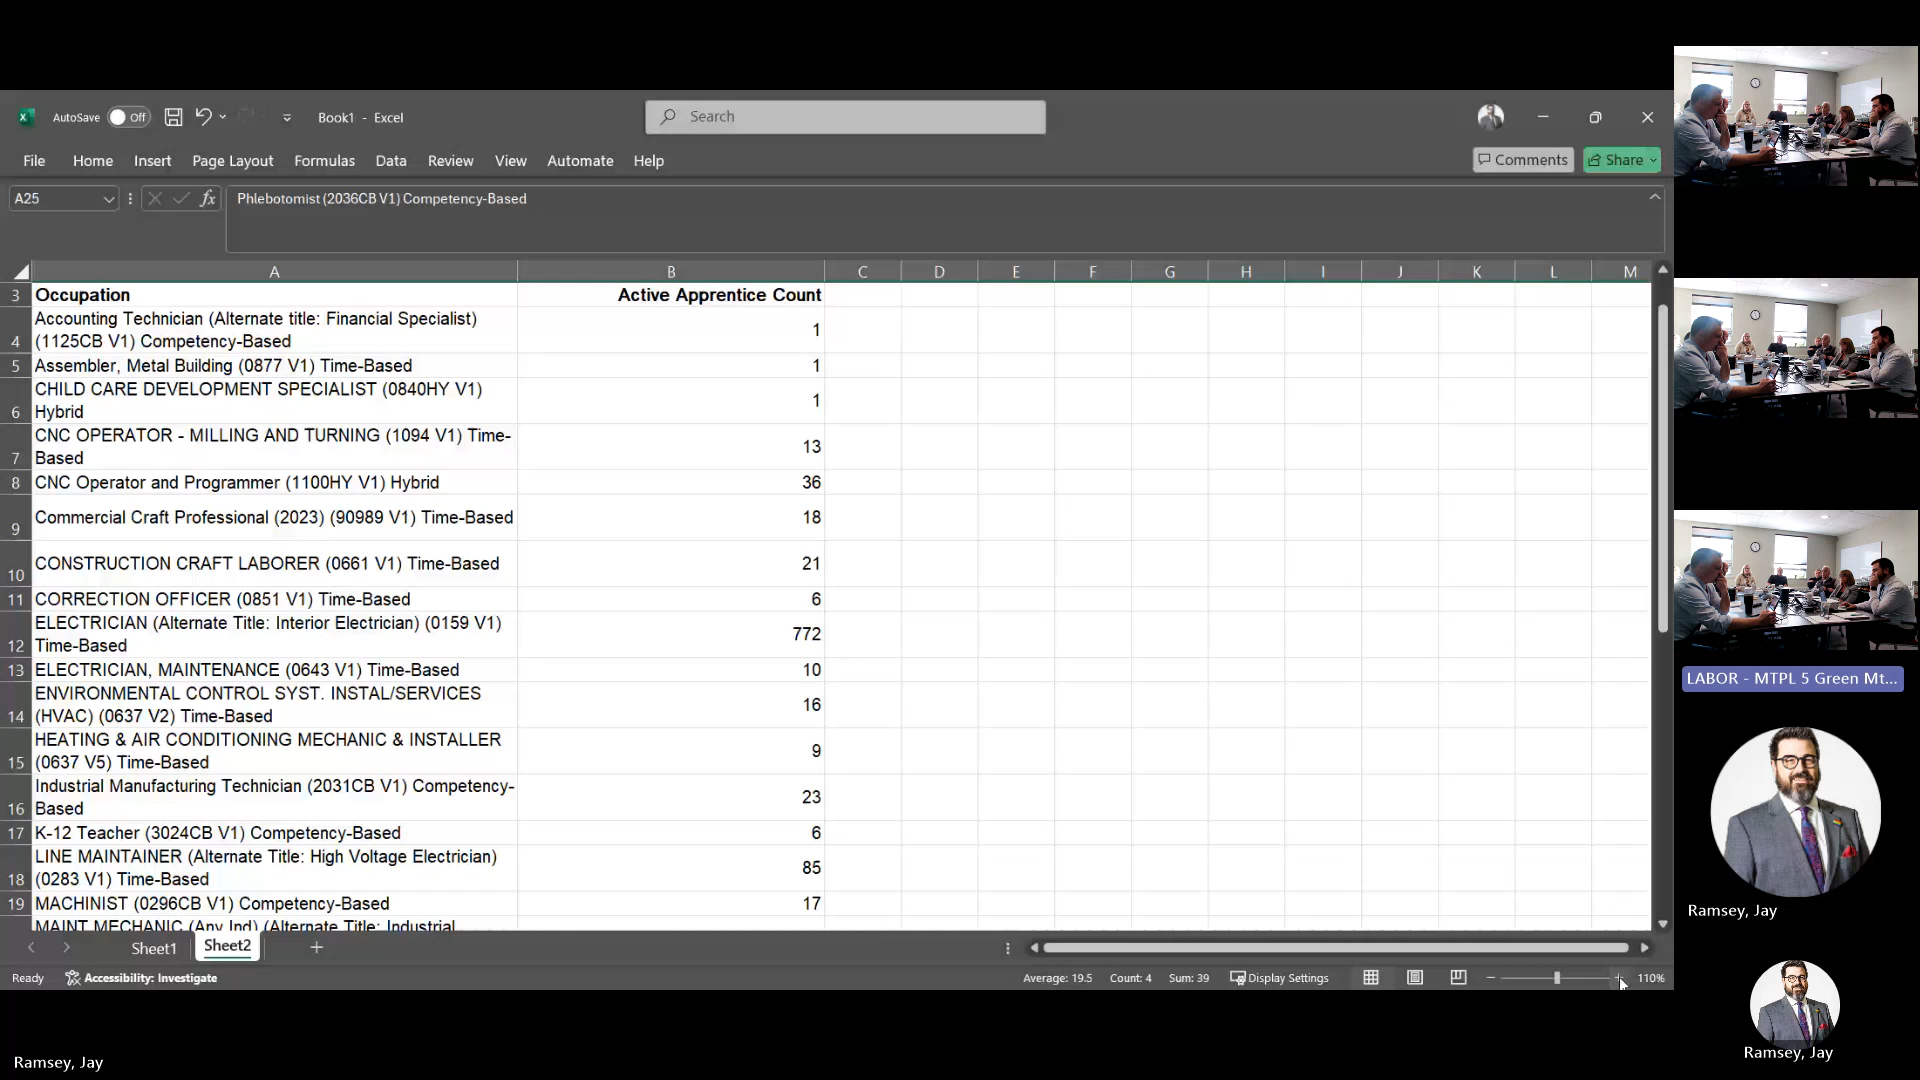 AutoSave Off Book1 - Excel Search
File Home Insert Page Layout Formulas Data Review View Automate Help Comments Share
A25 fx Phlebotomist (2036CB V1) Competency-Based
A B C D E F G H I J K L M
3 Occupation Active Apprentice Count
Accounting Technician (Alternate title: Financial Specialist)
4 (1125CB V1) Competency-Based 1
5 Assembler, Metal Building (0877 V1) Time-Based 1
CHILD CARE DEVELOPMENT SPECIALIST (0840HY V1)
6 Hybrid 1
CNC OPERATOR - MILLING AND TURNING (1094 V1) Time-
7 Based 13
8 CNC Operator and Programmer (1100HY V1) Hybrid 36
9 Commercial Craft Professional (2023) (90989 V1) Time-Based 18
10 CONSTRUCTION CRAFT LABORER (0661 V1) Time-Based 21
11 CORRECTION OFFICER (0851 V1) Time-Based 6
ELECTRICIAN (Alternate Title: Interior Electrician) (0159 V1)
12 Time-Based 772
13 ELECTRICIAN, MAINTENANCE (0643 V1) Time-Based 10
ENVIRONMENTAL CONTROL SYST. INSTAL/SERVICES
14 (HVAC) (0637 V2) Time-Based 16
HEATING & AIR CONDITIONING MECHANIC & INSTALLER
15 (0637 V5) Time-Based 9
Industrial Manufacturing Technician (2031CB V1) Competency-
16 Based 23
17 K-12 Teacher (3024CB V1) Competency-Based 6
LINE MAINTAINER (Alternate Title: High Voltage Electrician)
18 (0283 V1) Time-Based 85
19 MACHINIST (0296CB V1) Competency-Based 17
MAINT MECHANIC (Any Ind) (Alternate Title: Industrial
Sheet1 Sheet2
Ready Accessibility: Investigate Average: 19.5 Count: 4 Sum: 39 Display Settings 110%
LABOR - MTPL 5 Green Mt...
Ramsey, Jay
Ramsey, Jay
Ramsey, Jay